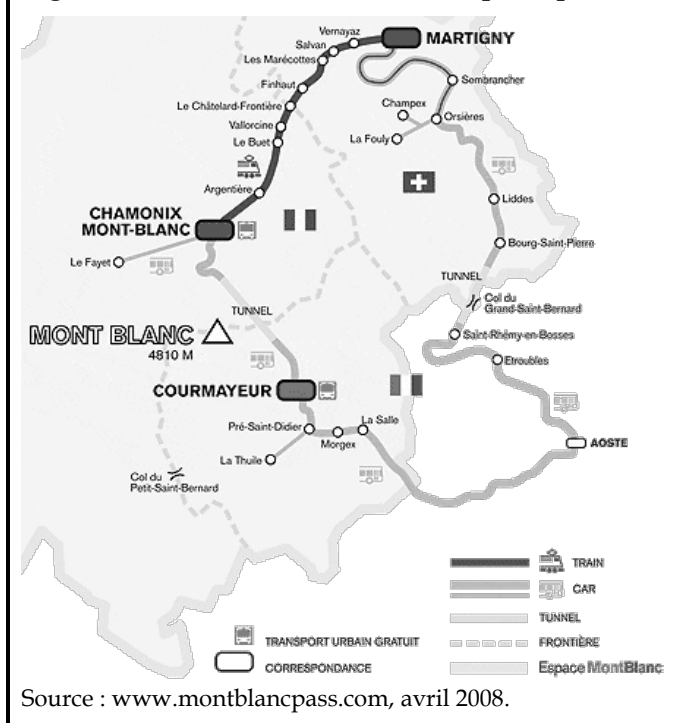 Vernayaz
MARTIGNY
Salvan
Les Marécottes
Sembrancher
Finhaut
Champex
Le Châtelard-Frontière
Orsières
Vallorcine
La Fouly
Le Buet
Argentière
Liddes
CHAMONIX
MONT-BLANC
Bourg-Saint-Pierre
Le Fayet
TUNNEL
Col du
Grand-Saint-Bernard
TUNNEL
MONT BLANC
4810 M
Saint-Rhémy-en-Bosses
Etroubles
COURMAYEUR
La Salle
Pré-Saint-Didier
Morgex
AOSTE
La Thuile
Col du
Petit-Saint-Bernard
TRAIN
CAR
TUNNEL
TRANSPORT URBAIN GRATUIT
FRONTIÈRE
CORRESPONDANCE
Espace MontBlanc
Source : www.montblancpass.com, avril 2008.